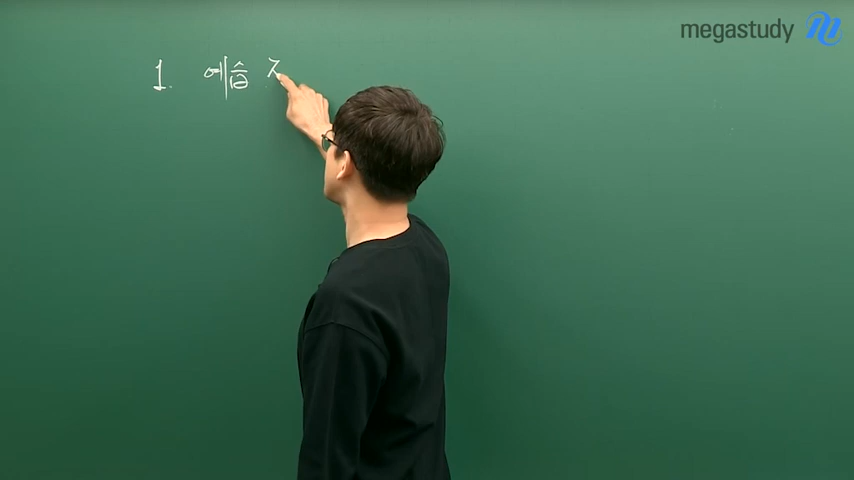 megastudy
1. 예습 ㅈ